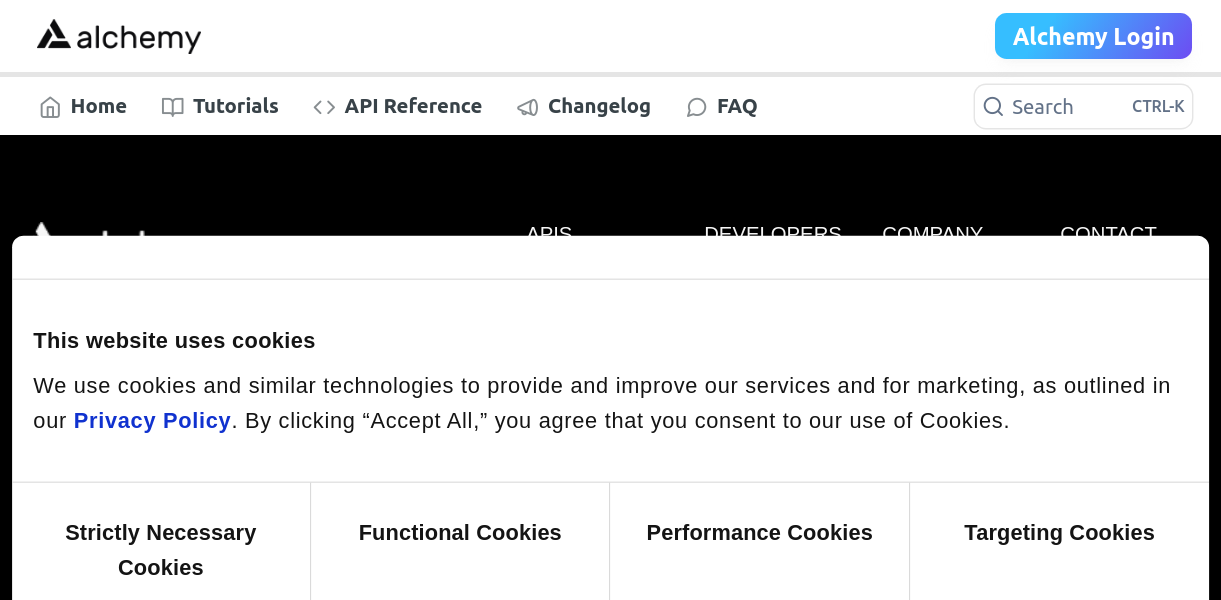 alchemy
Alchemy Login
Home
Tutorials
API Reference
Changelog
FAQ
Search
CTRL-K
APIS
DEVELOPERS
COMPANY
CONTACT
This website uses cookies
We use cookies and similar technologies to provide and improve our services and for marketing, as outlined in
our Privacy Policy. By clicking “Accept All,” you agree that you consent to our use of Cookies.
Strictly Necessary
Cookies
Functional Cookies
Performance Cookies
Targeting Cookies